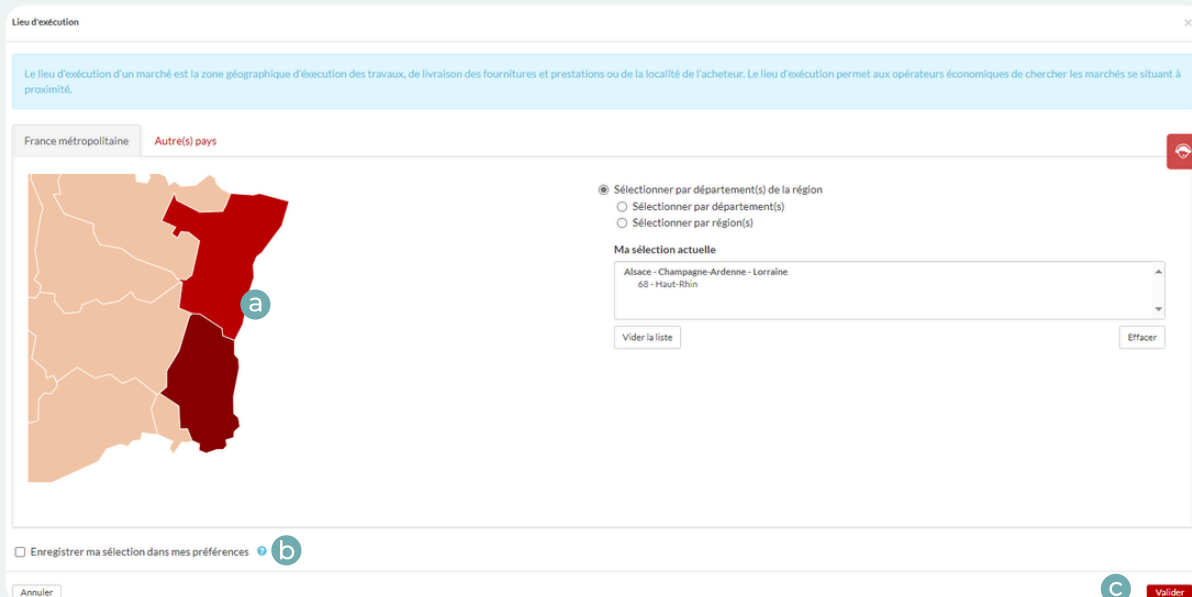 Lieu d'exécution
×
Le lieu d'exécution d'un marché est la zone géographique d'éxecution des travaux, de livraison des fournitures et prestations ou de la localité de l'acheteur. Le lieu d'exécution permet aux opérateurs économiques de chercher les marchés se situant à
proximité.
France métropolitaine Autre(s) pays
Sélectionner par département(s) de la région
Sélectionner par département(s)
Sélectionner par région(s)
Ma sélection actuelle
Alsace - Champagne-Ardenne - Lorraine
68 - Haut-Rhin
a
Vider la liste Effacer
Enregistrer ma sélection dans mes préférences ? b
Annuler c Valider